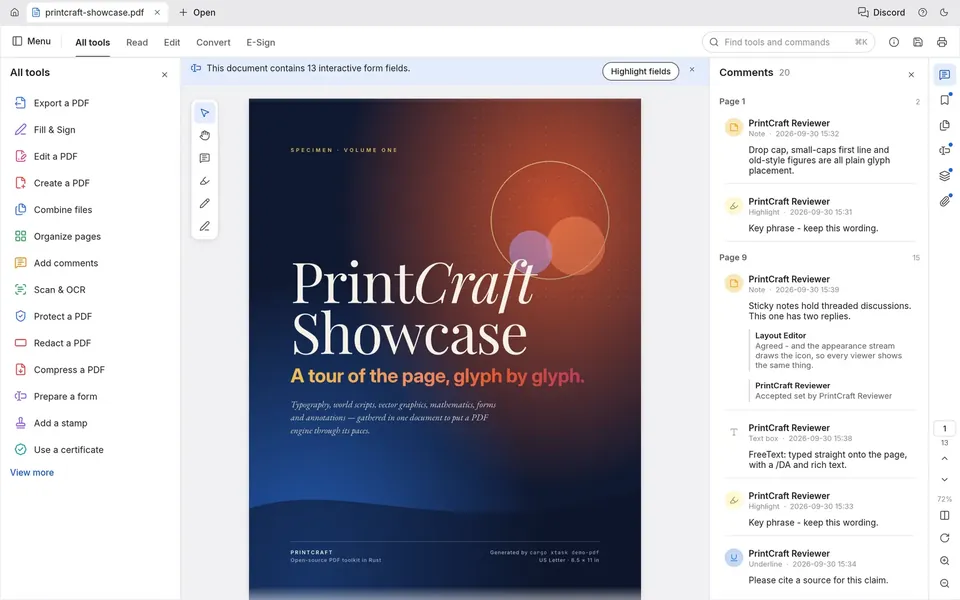 printcraft-showcase.pdf
Open
Discord
Menu
All tools
Read
Edit
Convert
E-Sign
Find tools and commands
⌘K
All tools
Export a PDF
Fill & Sign
Edit a PDF
Create a PDF
Combine files
Organize pages
Add comments
Scan & OCR
Protect a PDF
Redact a PDF
Compress a PDF
Prepare a form
Add a stamp
Use a certificate
View more
This document contains 13 interactive form fields.
Highlight fields
SPECIMEN · VOLUME ONE
PrintCraft
Showcase
A tour of the page, glyph by glyph.
Typography, world scripts, vector graphics, mathematics, forms
and annotations — gathered in one document to put a PDF
engine through its paces.
PRINTCRAFT
Open-source PDF toolkit in Rust
Generated by cargo xtask demo-pdf
US Letter · 8.5 × 11 in
Comments 20
Page 1
2
PrintCraft Reviewer
Note · 2026-09-30 15:32
Drop cap, small-caps first line and
old-style figures are all plain glyph
placement.
PrintCraft Reviewer
Highlight · 2026-09-30 15:31
Key phrase - keep this wording.
Page 9
15
PrintCraft Reviewer
Note · 2026-09-30 15:39
Sticky notes hold threaded discussions.
This one has two replies.
Layout Editor
Agreed - and the appearance stream
draws the icon, so every viewer shows
the same thing.
PrintCraft Reviewer
Accepted set by PrintCraft Reviewer
PrintCraft Reviewer
Text box · 2026-09-30 15:38
FreeText: typed straight onto the page,
with a /DA and rich text.
PrintCraft Reviewer
Highlight · 2026-09-30 15:33
Key phrase - keep this wording.
PrintCraft Reviewer
Underline · 2026-09-30 15:34
Please cite a source for this claim.
1
13
72%